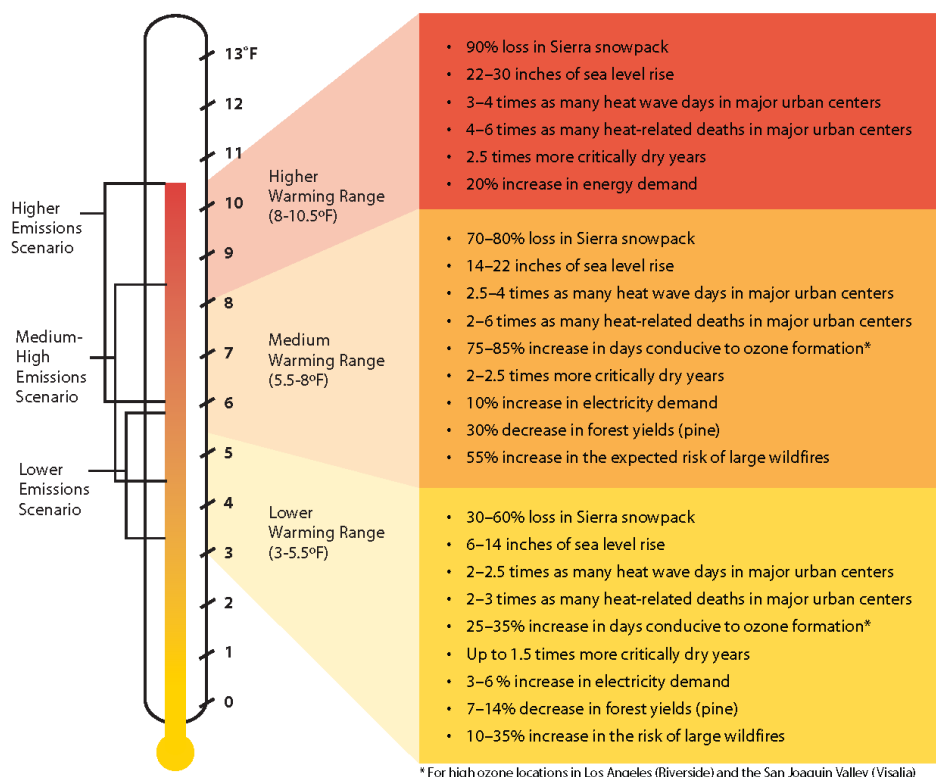 13°F
12
11
10
9
8
7
6
5
4
3
2
1
0
Higher
Emissions
Scenario
Medium-
High
Emissions
Scenario
Lower
Emissions
Scenario
Higher
Warming Range
(8-10.5ºF)
Medium
Warming Range
(5.5-8ºF)
Lower
Warming Range
(3-5.5ºF)
• 90% loss in Sierra snowpack
• 22–30 inches of sea level rise
• 3–4 times as many heat wave days in major urban centers
• 4–6 times as many heat-related deaths in major urban centers
• 2.5 times more critically dry years
• 20% increase in energy demand
• 70–80% loss in Sierra snowpack
• 14–22 inches of sea level rise
• 2.5–4 times as many heat wave days in major urban centers
• 2–6 times as many heat-related deaths in major urban centers
• 75–85% increase in days conducive to ozone formation*
• 2–2.5 times more critically dry years
• 10% increase in electricity demand
• 30% decrease in forest yields (pine)
• 55% increase in the expected risk of large wildfires
• 30–60% loss in Sierra snowpack
• 6–14 inches of sea level rise
• 2–2.5 times as many heat wave days in major urban centers
• 2–3 times as many heat-related deaths in major urban centers
• 25–35% increase in days conducive to ozone formation*
• Up to 1.5 times more critically dry years
• 3–6 % increase in electricity demand
• 7–14% decrease in forest yields (pine)
• 10–35% increase in the risk of large wildfires
* For high ozone locations in Los Angeles (Riverside) and the San Joaquin Valley (Visalia)